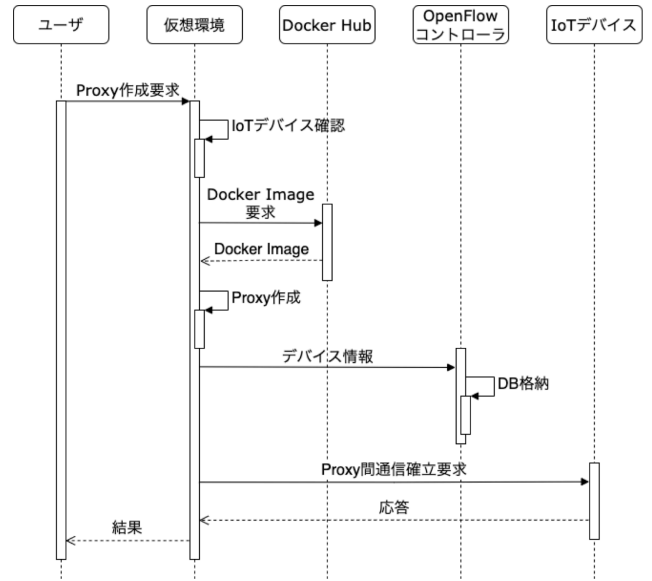 ユーザ
仮想環境
Docker Hub
OpenFlow
コントローラ
IoTデバイス
Proxy作成要求
IoTデバイス確認
Docker Image
要求
Docker Image
Proxy作成
デバイス情報
DB格納
Proxy間通信確立要求
応答
結果